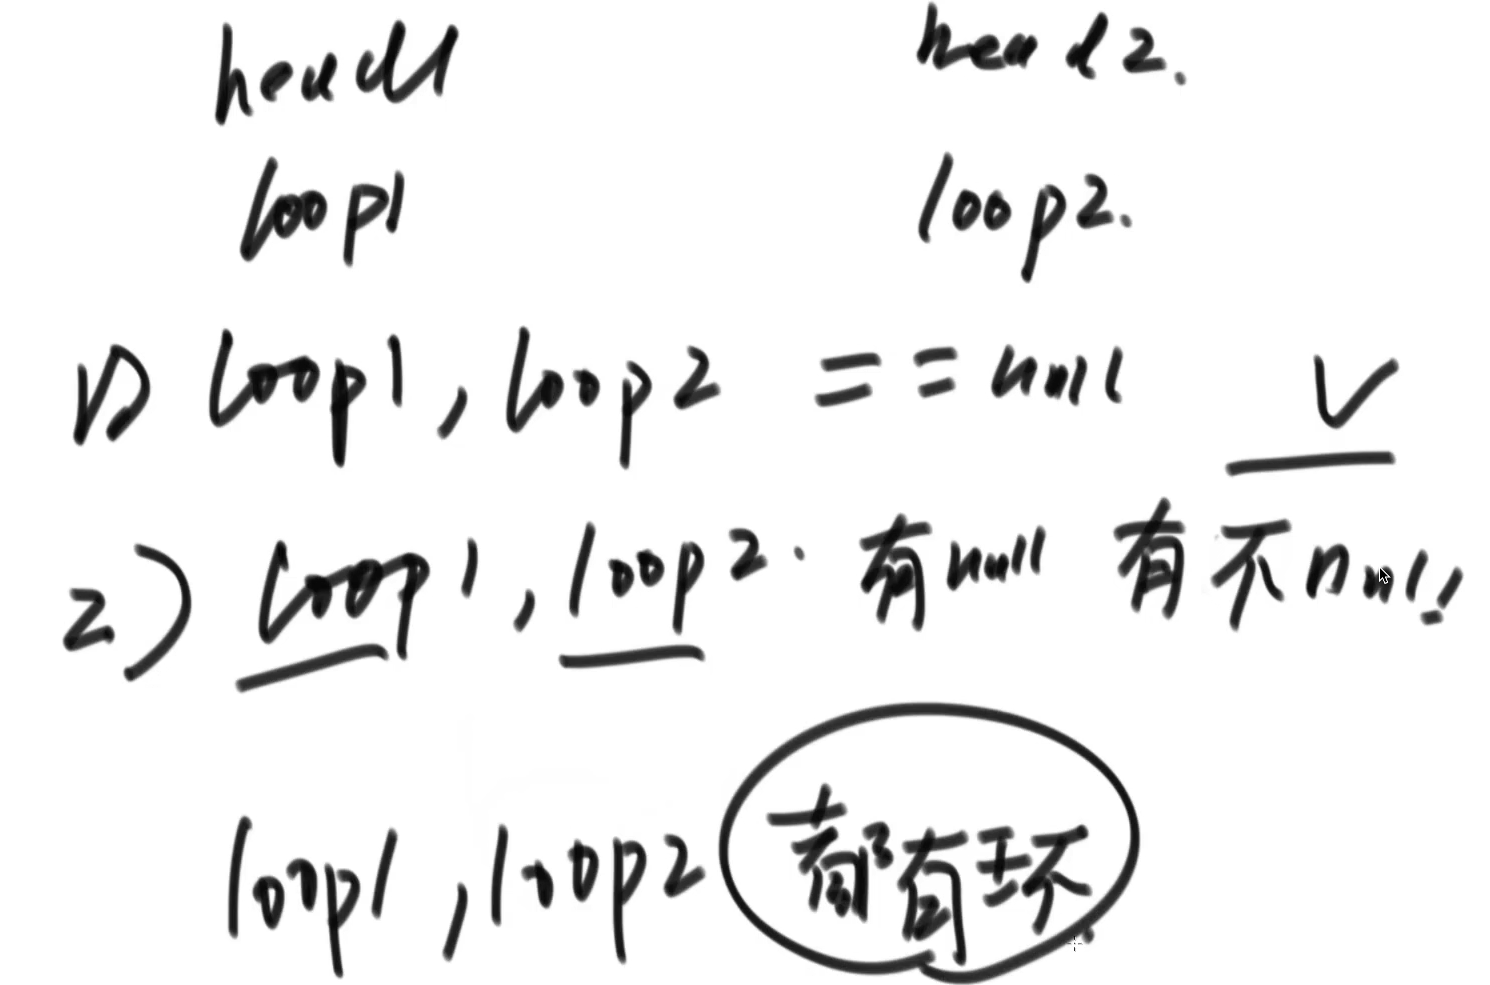 head1 head2.
loop1 loop2.
1) loop1, loop2 == null
2) loop1, loop2. 有null 有不null!
loop1, loop2 都有环